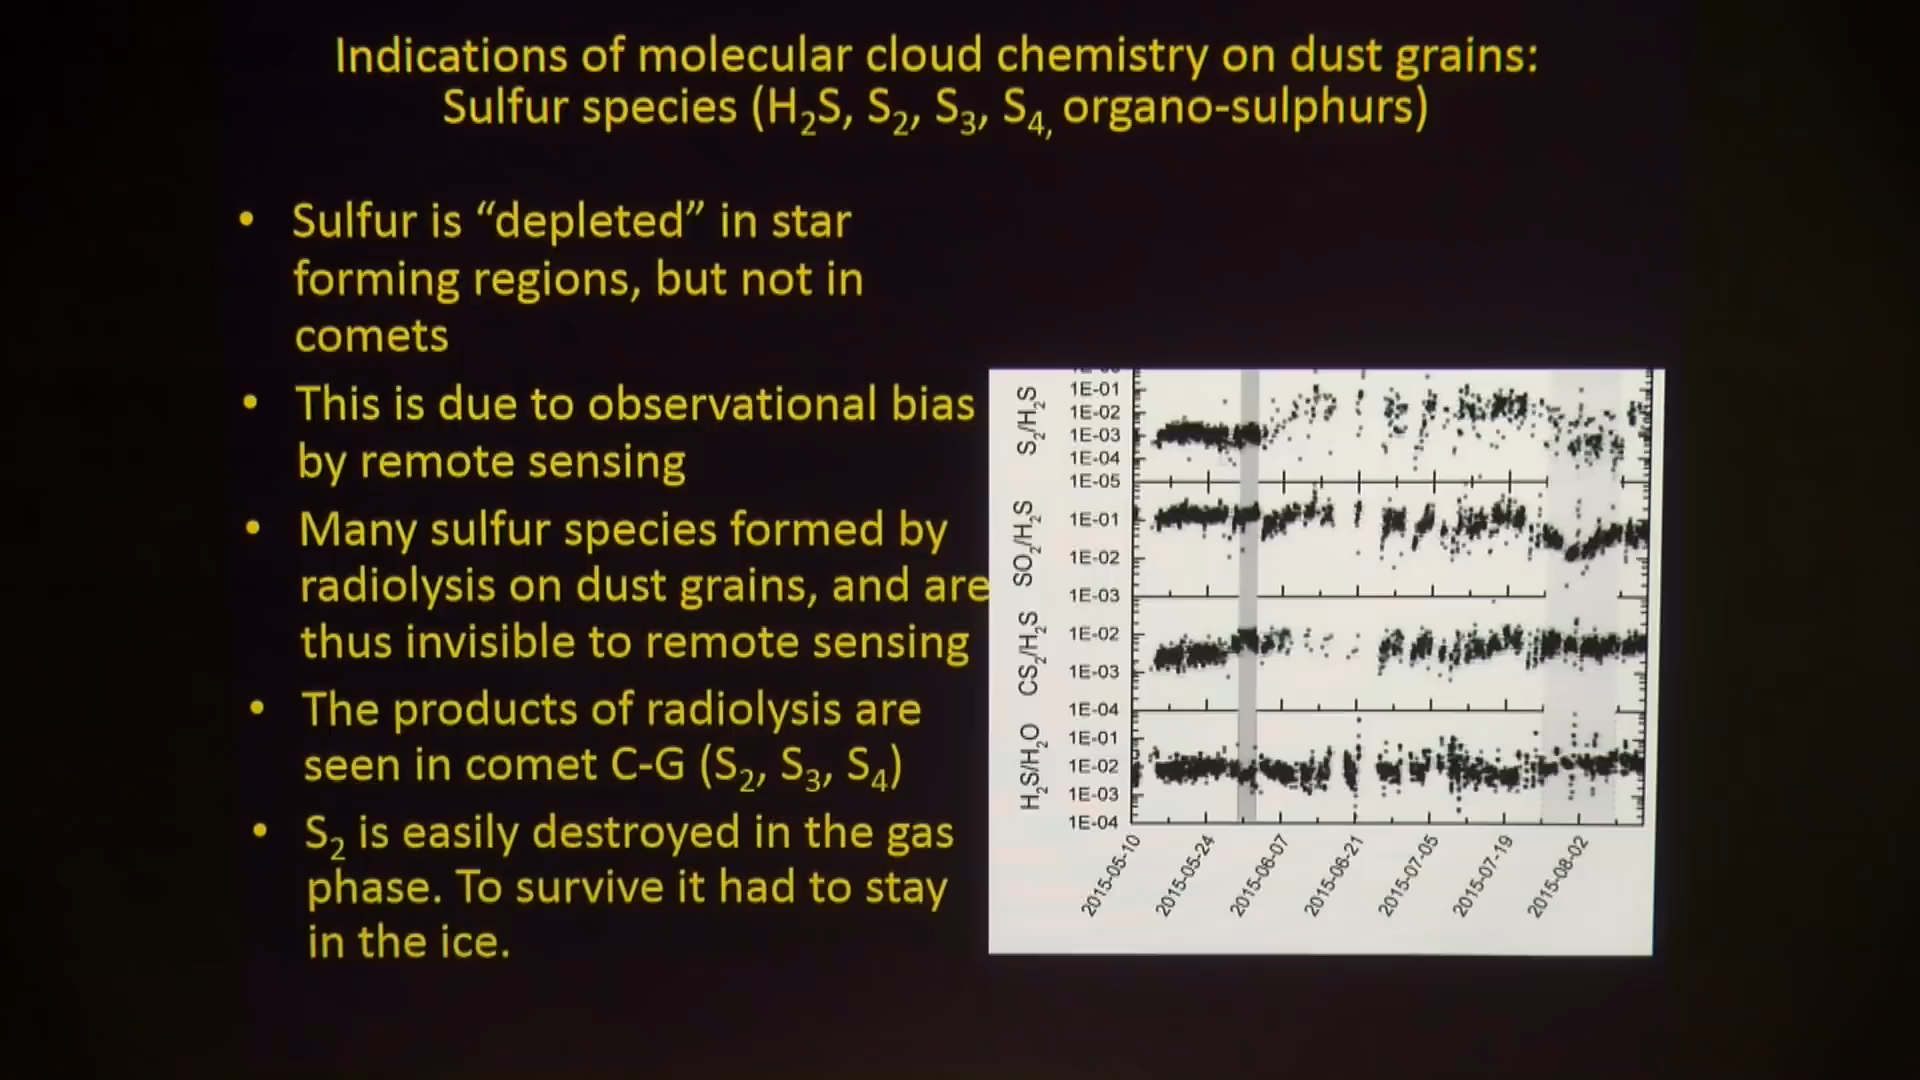 Indications of molecular cloud chemistry on dust grains:
Sulfur species (H₂S, S₂, S₃, S₄, organo-sulphurs)
• Sulfur is “depleted” in star
forming regions, but not in
comets
• This is due to observational bias
by remote sensing
• Many sulfur species formed by
radiolysis on dust grains, and are
thus invisible to remote sensing
• The products of radiolysis are
seen in comet C-G (S₂, S₃, S₄)
• S₂ is easily destroyed in the gas
phase. To survive it had to stay
in the ice.
S₂/H₂S
1E-01
1E-02
1E-03
1E-04
1E-05
SO₂/H₂S
1E-01
1E-02
1E-03
CS₂/H₂S
1E-02
1E-03
1E-04
H₂S/H₂O
1E-01
1E-02
1E-03
1E-04
2015-05-10
2015-05-24
2015-06-07
2015-06-21
2015-07-05
2015-07-19
2015-08-02